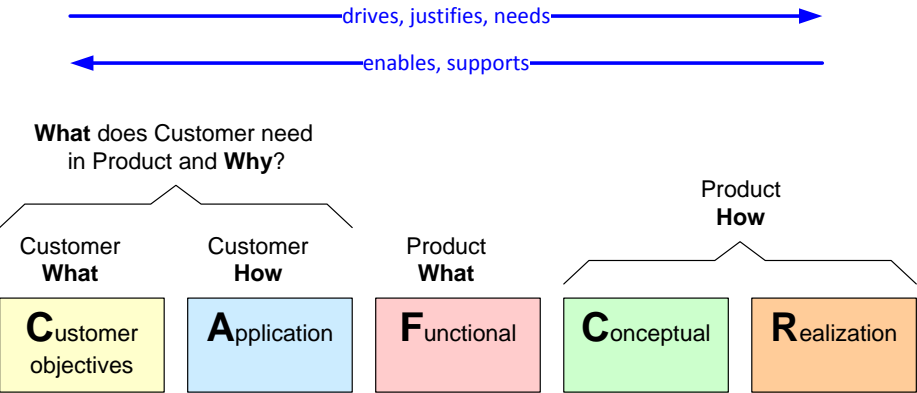 drives, justifies, needs
enables, supports
What does Customer need
in Product and Why?
Product
How
Customer
What
Customer
How
Product
What
Customer
objectives
Application
Functional
Conceptual
Realization